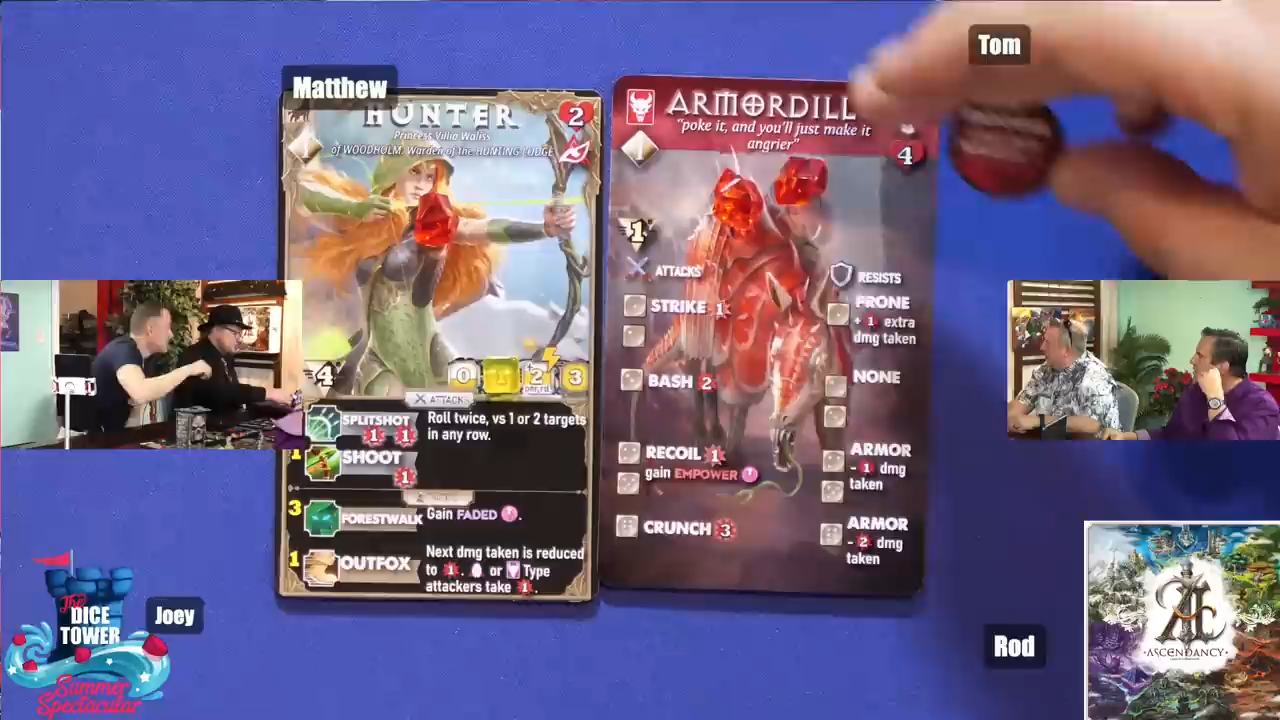 Matthew
Tom
HUNTER
2
Princess Villia Waliss
of WOODHOLM. Warden of the HUNTING LODGE
4
0
1
+2
3
ATTACKS
SPLITSHOT
1 1
Roll twice, vs 1 or 2 targets
in any row.
1
SHOOT
1
3
FORESTWALK
Gain FADED
1
OUTFOX
Next dmg taken is reduced
to 1. or Type
attackers take 1.
ARMORDILL
"poke it, and you'll just make it
angrier"
4
1
ATTACKS
RESISTS
STRIKE 1
PRONE
+ 1 extra
dmg taken
BASH 2
NONE
RECOIL 1
gain EMPOWER
ARMOR
- 1 dmg
taken
CRUNCH 3
ARMOR
- 2 dmg
taken
The
DICE
TOWER
Summer
Spectacular
Joey
Rod
ASCENDANCY